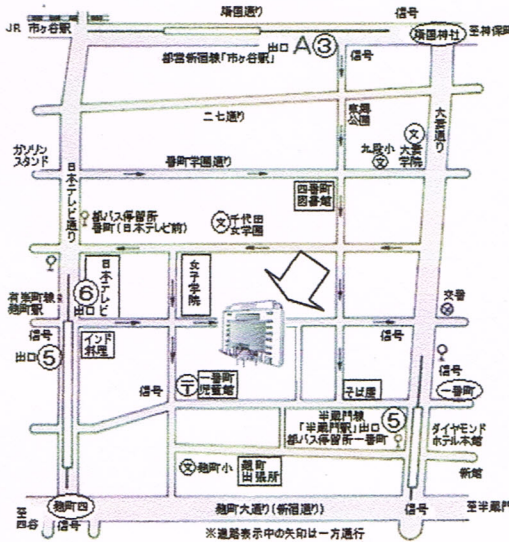 靖国通り
信号
JR 市ヶ谷駅
靖国神社
至神保町
出口 A③
都営新宿線「市ヶ谷駅」
信号
二七通り
東郷
公園
大妻通り
九段小
文
文
大妻
学院
ガソリン
スタンド
日本テレビ通り
番町学園通り
四番町
図書館
都バス停留所
番町(日本テレビ前)
文
千代田
女学園
日本テレビ
女子学院
有楽町線
麹町駅
⑥
出口
交番
信号
出口⑤
インド
料理
信号
信号
〒
一番町
児童館
そば屋
一番町
半蔵門線
「半蔵門駅」出口⑤
都バス停留所一番町
ダイヤモンド
ホテル本館
文
麹町小
麹町
出張所
新館
麹町四
至
四谷
信号
麹町大通り(新宿通り)
信号
至半蔵門
※道路表示中の矢印は一方通行